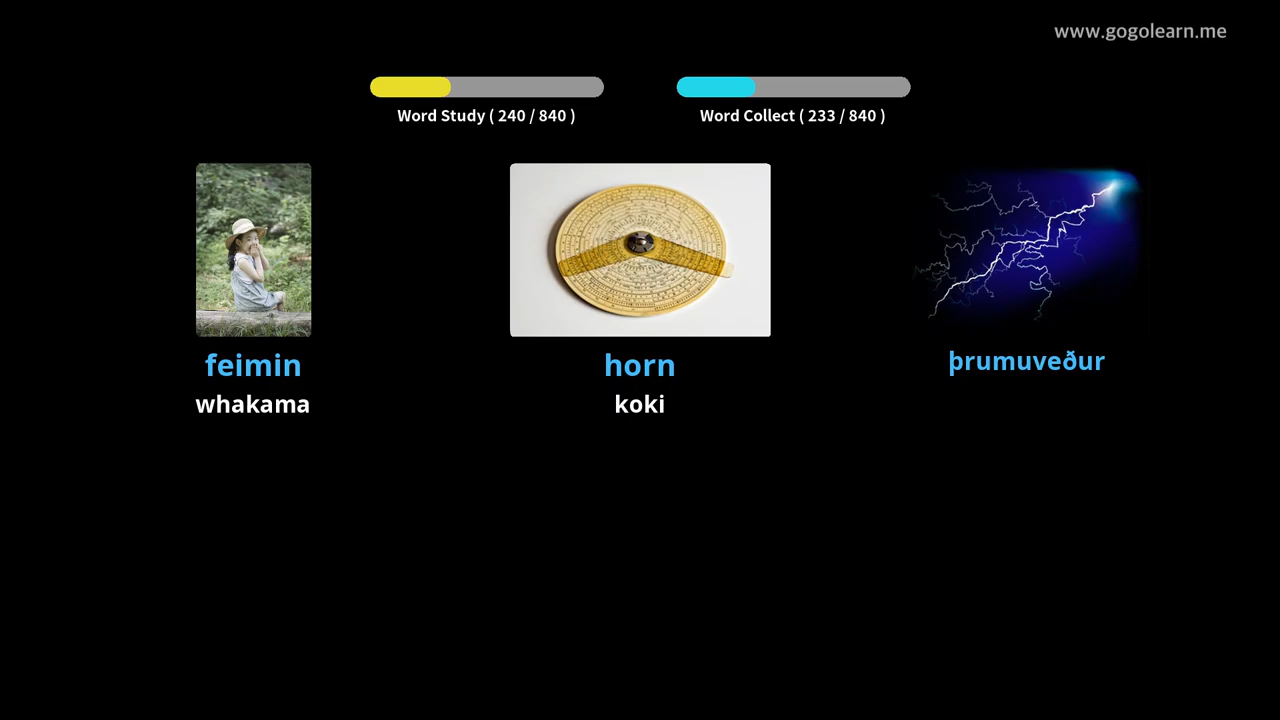 www.gogolearn.me
Word Study ( 240 / 840 )
Word Collect ( 233 / 840 )
feimin
whakama
horn
koki
þrumuveður